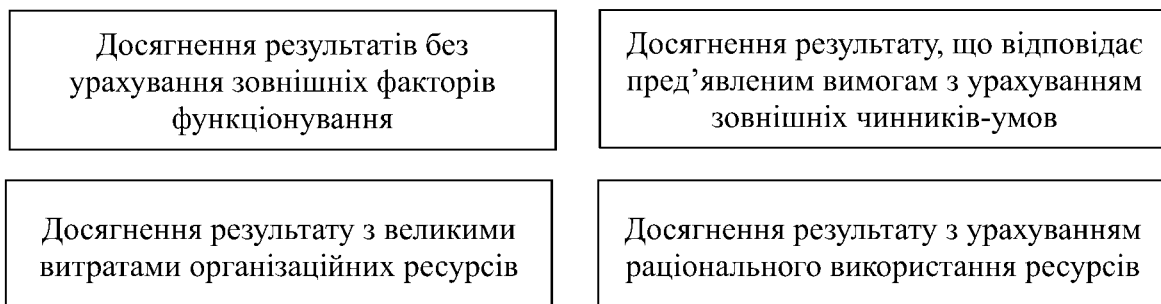 Досягнення результатів без
урахування зовнішніх факторів
функціонування
Досягнення результату, що відповідає
пред’явленим вимогам з урахуванням
зовнішніх чинників-умов
Досягнення результату з великими
витратами організаційних ресурсів
Досягнення результату з урахуванням
раціонального використання ресурсів